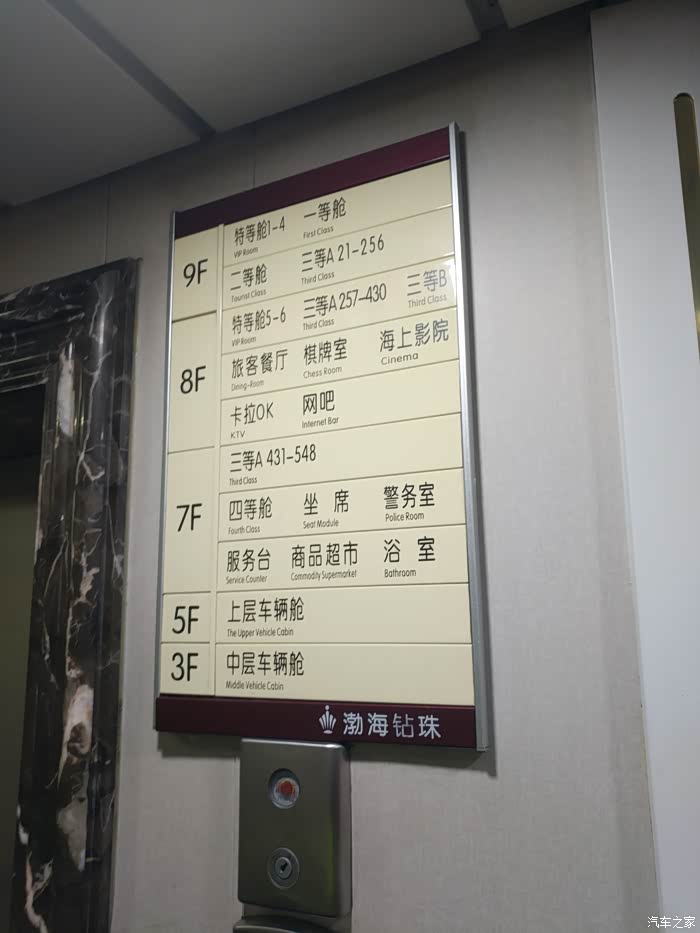 9F
特等舱1-4 一等舱
VIP Room First Class
二等舱 三等A 21-256
Tourist Class Third Class
8F
特等舱5-6 三等A 257-430 三等B
VIP Room Third Class Third Class
旅客餐厅 棋牌室 海上影院
Dining-Room Chess Room Cinema
卡拉OK 网吧
KTV Internet Bar
7F
三等A 431-548
Third Class
四等舱 坐席 警务室
Fourth Class Seat Module Police Room
服务台 商品超市 浴室
Service Counter Commodity Supermarket Bathroom
5F
上层车辆舱
The Upper Vehicle Cabin
3F
中层车辆舱
Middle Vehicle Cabin
渤海钻珠
汽车之家